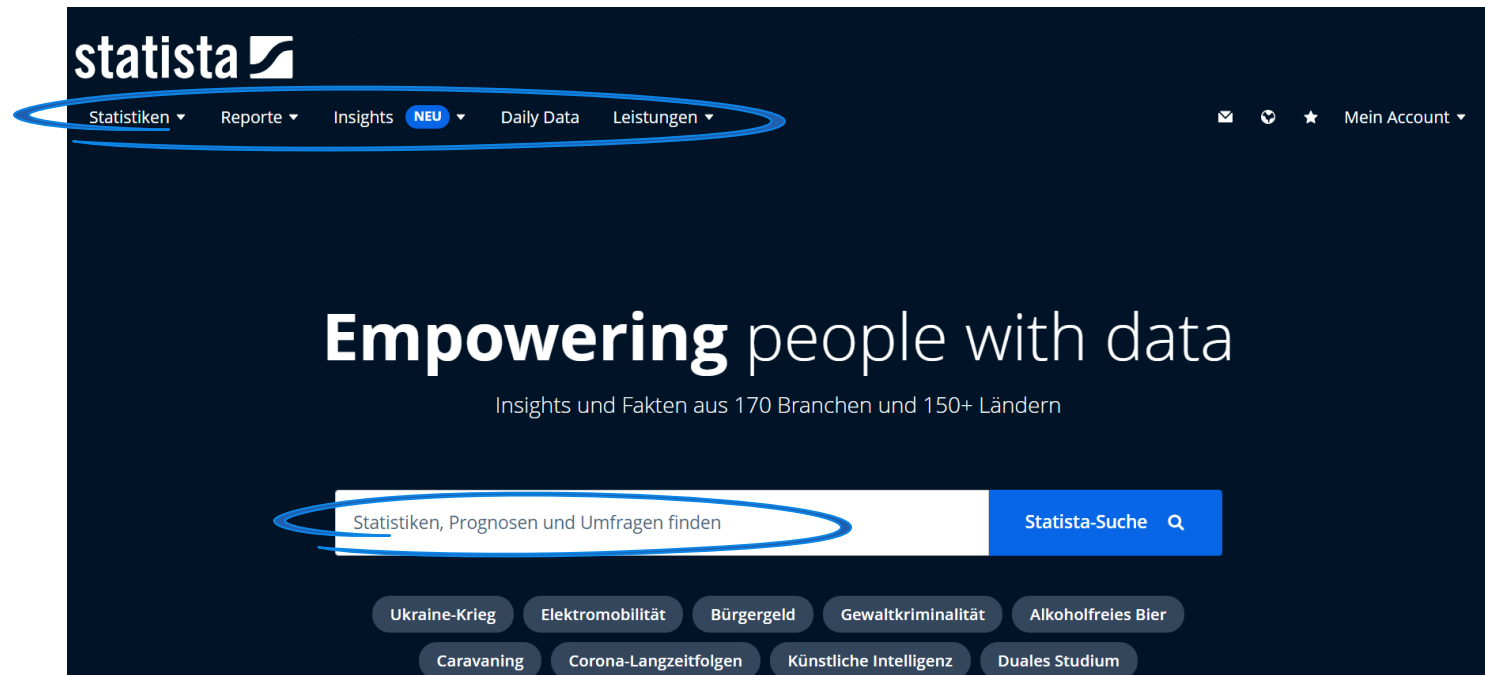 statista
Statistiken Reporte Insights NEU Daily Data Leistungen Mein Account
Empowering people with data
Insights und Fakten aus 170 Branchen und 150+ Ländern
Statistiken, Prognosen und Umfragen finden Statista-Suche
Ukraine-Krieg Elektromobilität Bürgergeld Gewaltkriminalität Alkoholfreies Bier
Caravaning Corona-Langzeitfolgen Künstliche Intelligenz Duales Studium